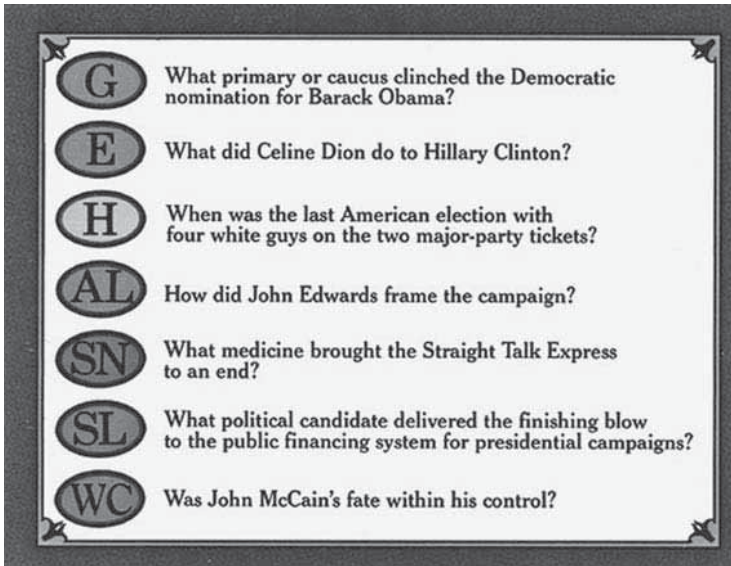 G What primary or caucus clinched the Democratic
nomination for Barack Obama?
E What did Celine Dion do to Hillary Clinton?
H When was the last American election with
four white guys on the two major-party tickets?
AL How did John Edwards frame the campaign?
SN What medicine brought the Straight Talk Express
to an end?
SL What political candidate delivered the finishing blow
to the public financing system for presidential campaigns?
WC Was John McCain's fate within his control?